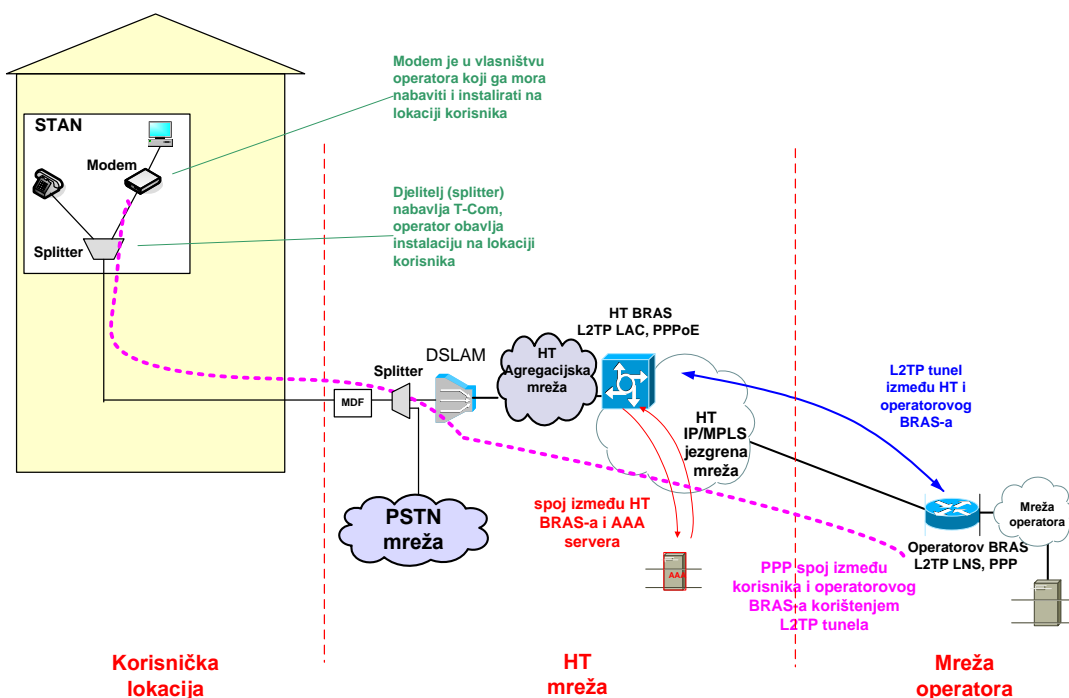 Modem je u vlasništvu
operatora koji ga mora
nabaviti i instalirati na
lokaciji korisnika
STAN
Modem
Djelitelj (splitter)
nabavlja T-Com,
operator obavlja
instalaciju na lokaciji
korisnika
Splitter
HT BRAS
L2TP LAC, PPPoE
DSLAM
Splitter
HT
Agregacijska
mreža
MDF
L2TP tunel
između HT i
operatorovog
BRAS-a
HT
IP/MPLS
jezgrena
mreža
PSTN
mreža
spoj između HT
BRAS-a i AAA
servera
AAA
Mreža
operatora
Operatorov BRAS
L2TP LNS, PPP
PPP spoj između
korisnika i operatorovog
BRAS-a korištenjem
L2TP tunela
Korisnička
lokacija
HT
mreža
Mreža
operatora